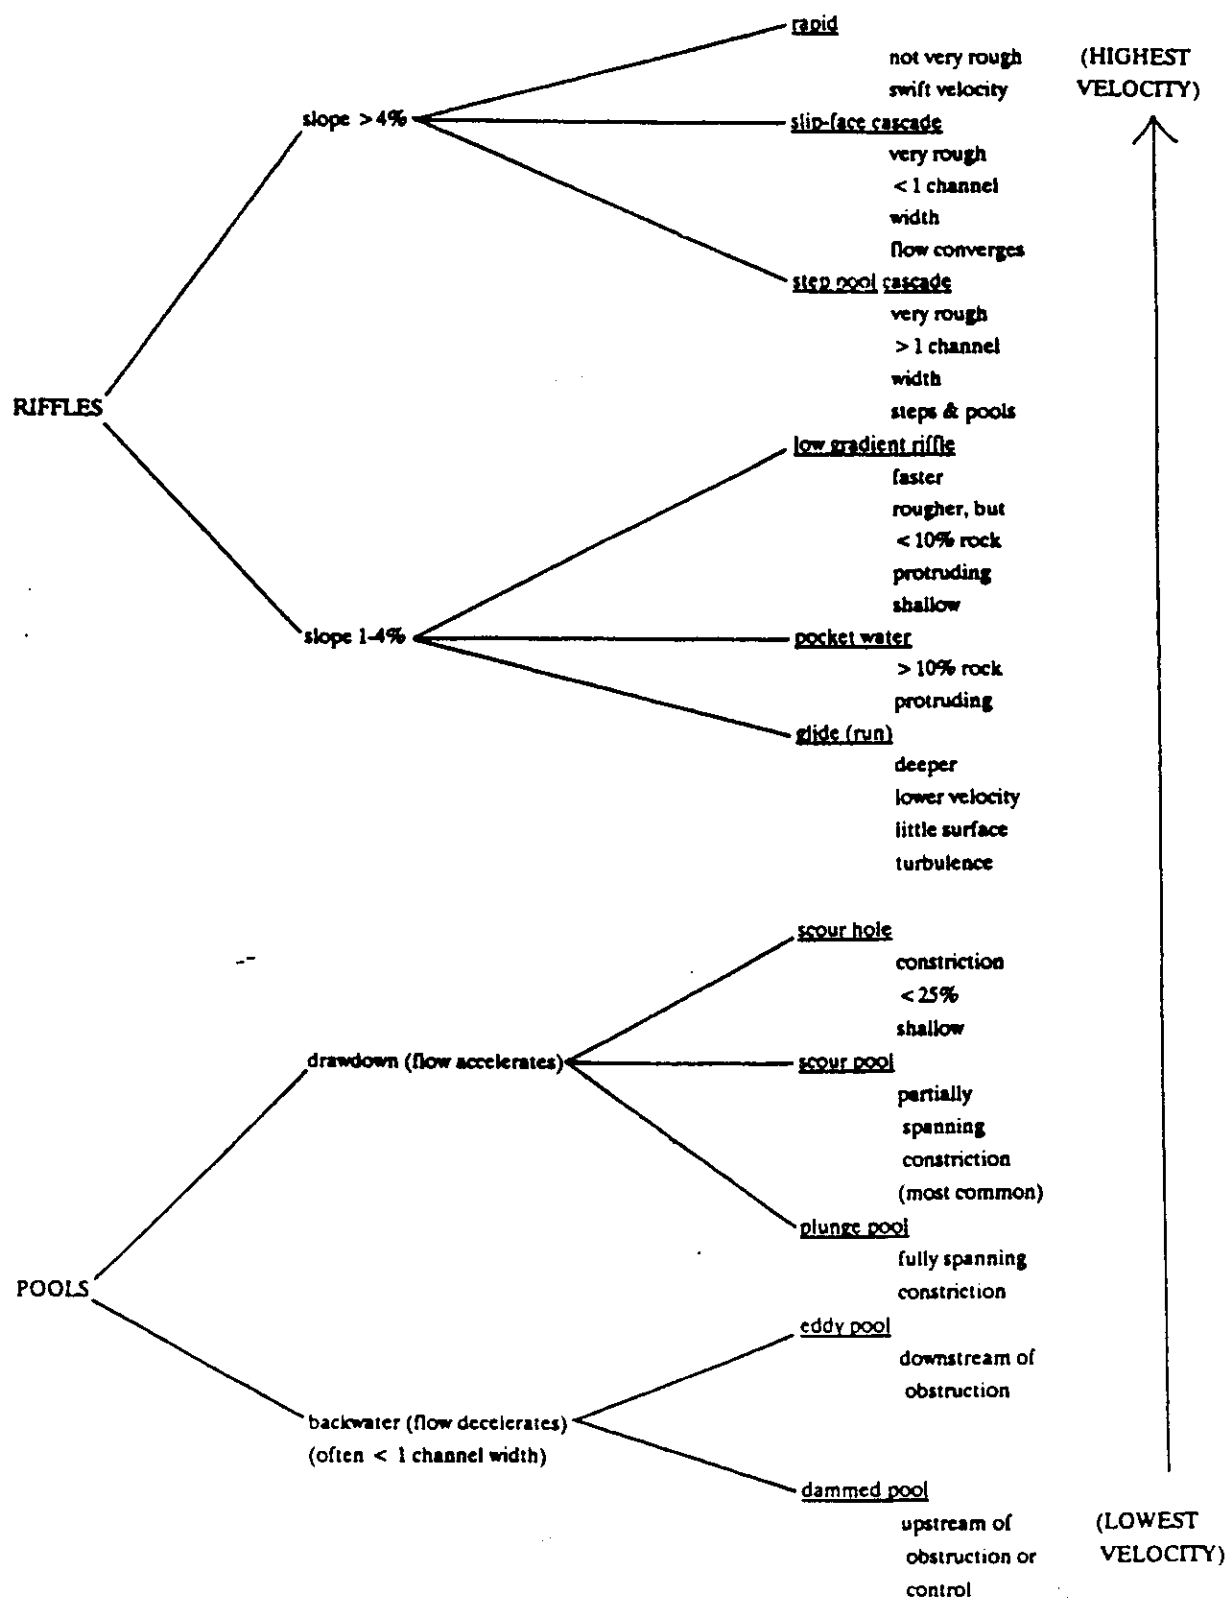 rapid
not very rough
swift velocity
(HIGHEST
VELOCITY)
slope > 4%
slip-face cascade
very rough
< 1 channel
width
flow converges
step pool cascade
very rough
> 1 channel
width
steps & pools
RIFFLES
low gradient riffle
faster
rougher, but
< 10% rock
protruding
shallow
slope 1-4%
pocket water
> 10% rock
protruding
glide (run)
deeper
lower velocity
little surface
turbulence
scour hole
constriction
< 25%
shallow
drawdown (flow accelerates)
scour pool
partially
spanning
constriction
(most common)
plunge pool
fully spanning
constriction
POOLS
eddy pool
downstream of
obstruction
backwater (flow decelerates)
(often < 1 channel width)
dammed pool
upstream of
obstruction or
control
(LOWEST
VELOCITY)